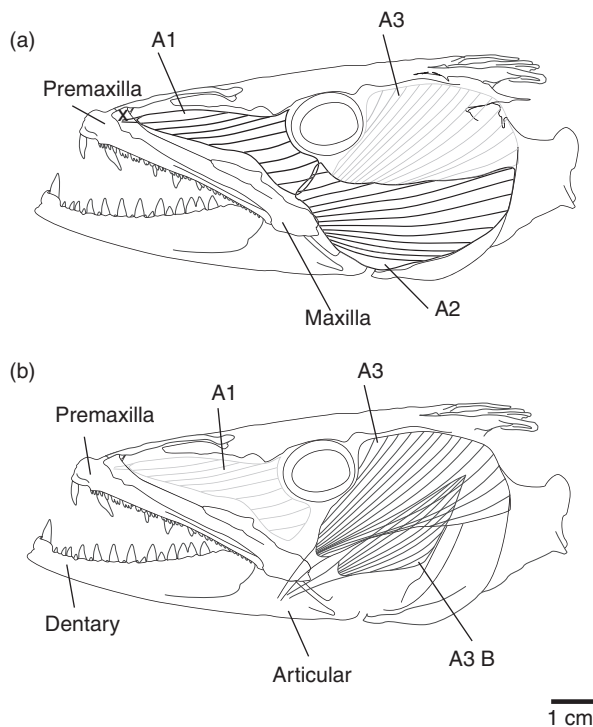 (a)
A1
A3
Premaxilla
x
Maxilla
A2
(b)
A3
A1
Premaxilla
Dentary
Articular
A3 B
1 cm